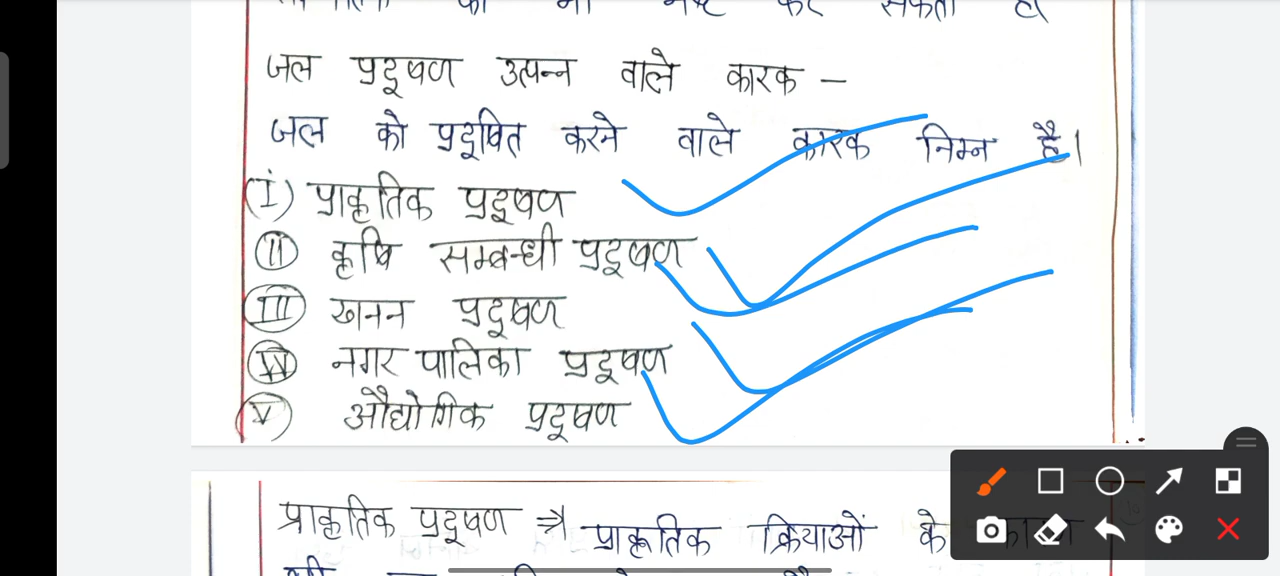 जल प्रदूषण उत्पन्न वाले कारक –
जल को प्रदूषित करने वाले कारक निम्न है।
(I) प्राकृतिक प्रदूषण
(II) कृषि सम्बन्धी प्रदूषण
(III) खनन प्रदूषण
(IV) नगर पालिका प्रदूषण
(V) औद्योगिक प्रदूषण
प्राकृतिक प्रदूषण ⇒ प्राकृतिक क्रियाओं के